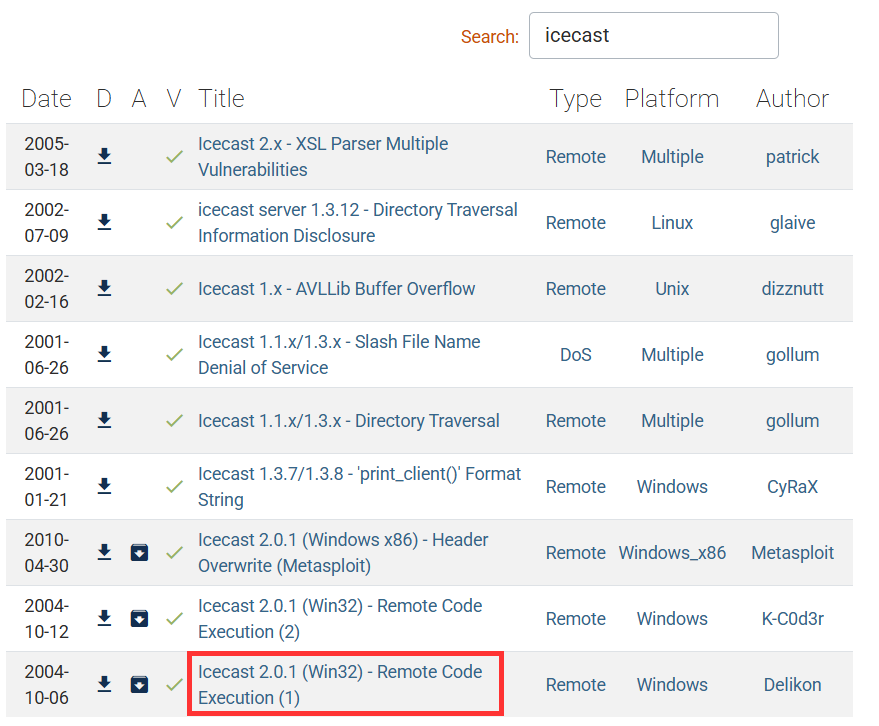 Search: icecast
Date D A V Title Type Platform Author
2005- Icecast 2.x - XSL Parser Multiple
03-18 Vulnerabilities Remote Multiple patrick
2002- icecast server 1.3.12 - Directory Traversal
07-09 Information Disclosure Remote Linux glaive
2002-
02-16 Icecast 1.x - AVLLib Buffer Overflow Remote Unix dizznutt
2001- Icecast 1.1.x/1.3.x - Slash File Name
06-26 Denial of Service DoS Multiple gollum
2001-
06-26 Icecast 1.1.x/1.3.x - Directory Traversal Remote Multiple gollum
2001- Icecast 1.3.7/1.3.8 - 'print_client()' Format
01-21 String Remote Windows CyRaX
2010- Icecast 2.0.1 (Windows x86) - Header
04-30 Overwrite (Metasploit) Remote Windows_x86 Metasploit
2004- Icecast 2.0.1 (Win32) - Remote Code
10-12 Execution (2) Remote Windows K-C0d3r
2004- Icecast 2.0.1 (Win32) - Remote Code
10-06 Execution (1) Remote Windows Delikon